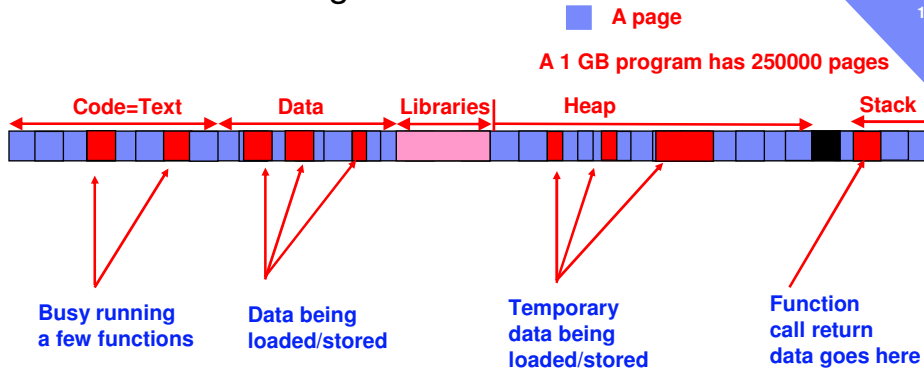 A page
1
A 1 GB program has 250000 pages
Code=Text Data Libraries Heap Stack
Busy running
a few functions
Data being
loaded/stored
Temporary
data being
loaded/stored
Function
call return
data goes here